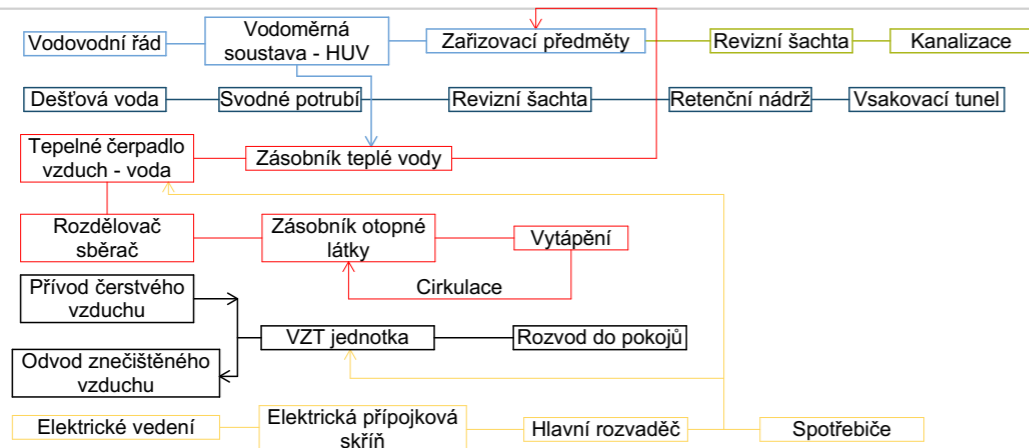 Vodovodní řád
Vodoměrná
soustava - HUV
Zařizovací předměty
Revizní šachta
Kanalizace
Dešťová voda
Svodné potrubí
Revizní šachta
Retenční nádrž
Vsakovací tunel
Tepelné čerpadlo
vzduch - voda
Zásobník teplé vody
Rozdělovač
sběrač
Zásobník otopné
látky
Vytápění
Cirkulace
Přívod čerstvého
vzduchu
VZT jednotka
Rozvod do pokojů
Odvod znečištěného
vzduchu
Elektrické vedení
Elektrická přípojková
skříň
Hlavní rozvaděč
Spotřebiče